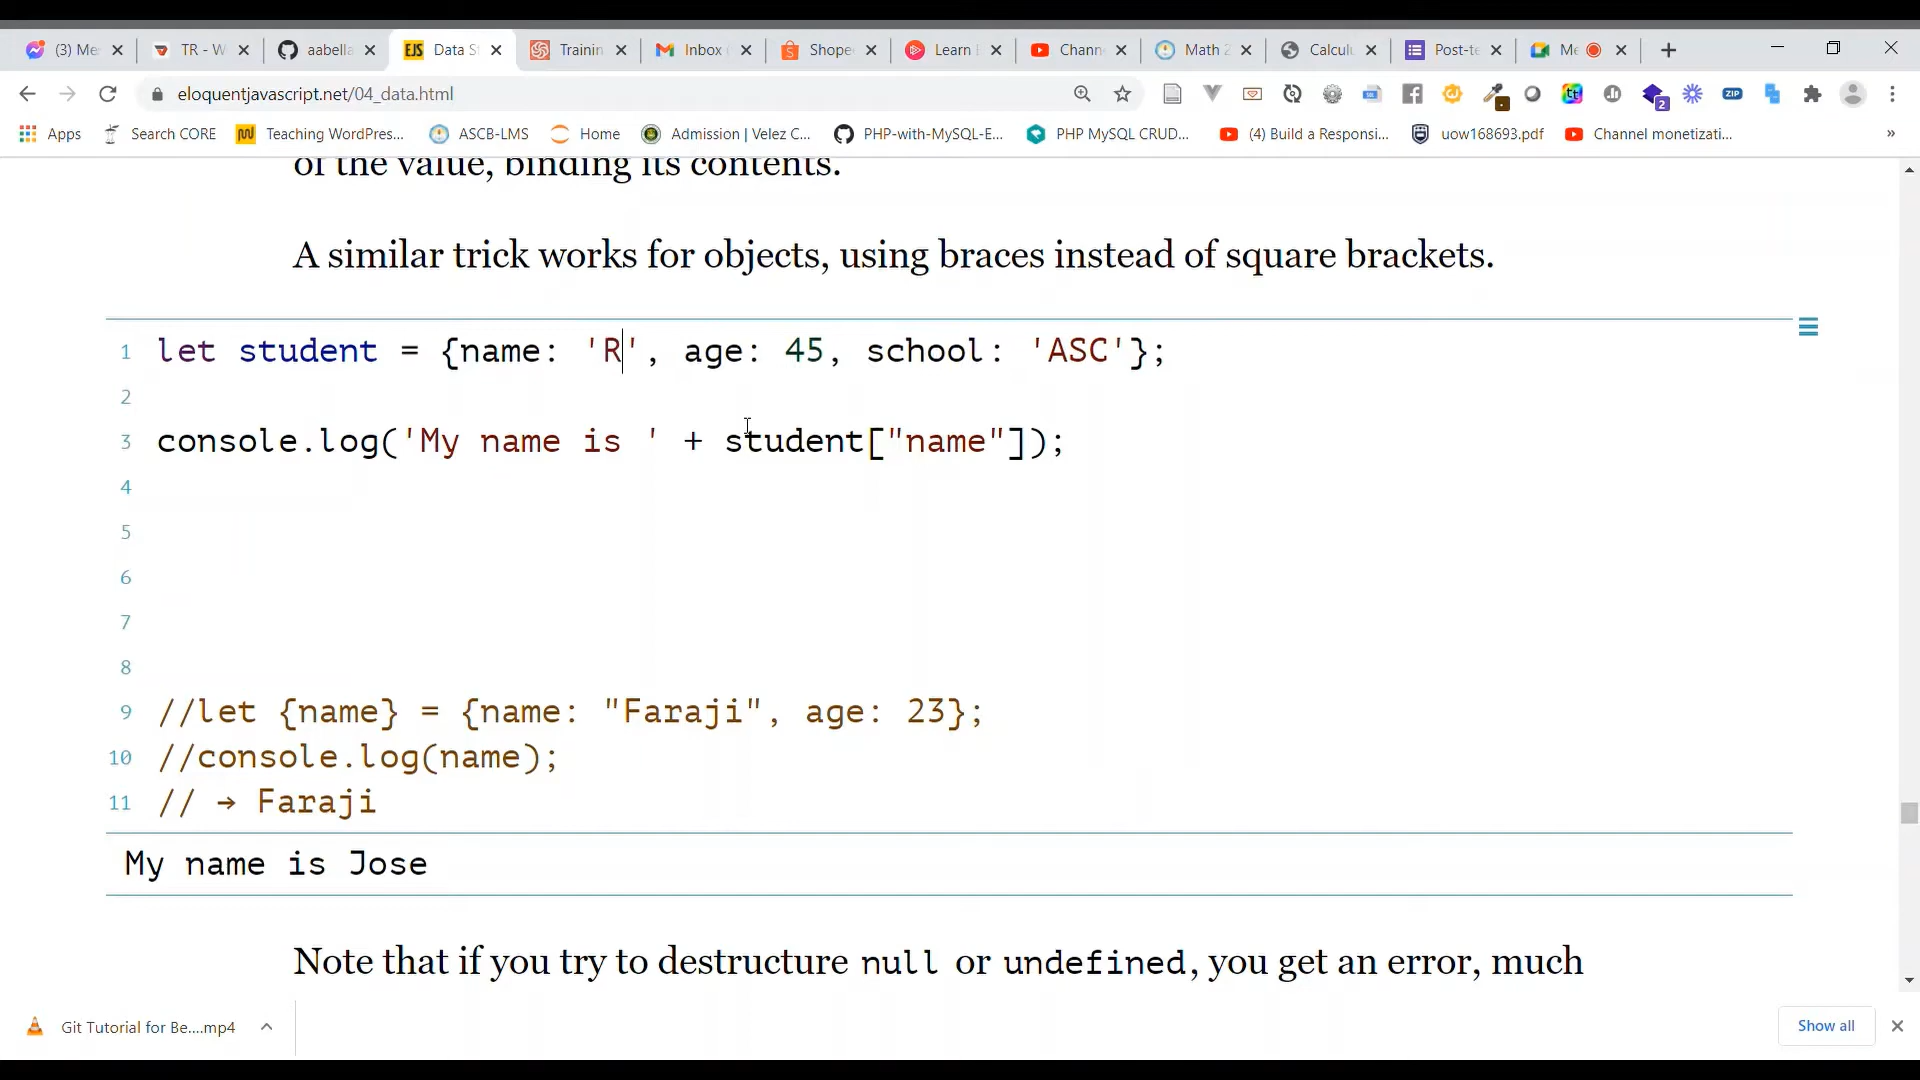 (3) Me
TR - W
aabella
Data S
Trainin
Inbox
Shope
Learn
Chann
Math 2
Calcul
Post-te
Me
eloquentjavascript.net/04_data.html
Apps
Search CORE
Teaching WordPres...
ASCB-LMS
Home
Admission | Velez C...
PHP-with-MySQL-E...
PHP MySQL CRUD...
(4) Build a Responsi...
uow168693.pdf
Channel monetizati...
»
of the value, binding its contents.
A similar trick works for objects, using braces instead of square brackets.
1 let student = {name: 'R', age: 45, school: 'ASC'};
2
3 console.log('My name is ' + student["name"]);
4
5
6
7
8
9 //let {name} = {name: "Faraji", age: 23};
10 //console.log(name);
11 // → Faraji
My name is Jose
Note that if you try to destructure null or undefined, you get an error, much
Git Tutorial for Be....mp4
Show all